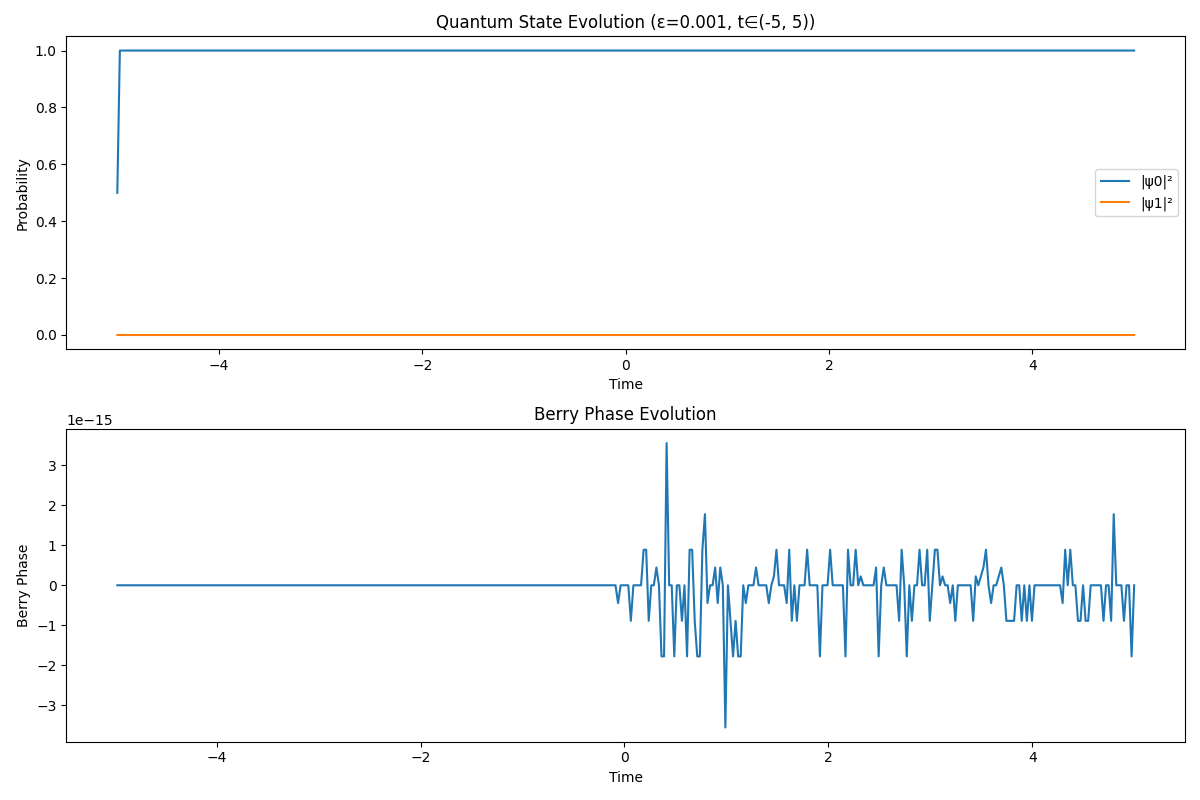 Quantum State Evolution (ε=0.001, t∈(-5, 5))
1.0
0.8
0.6
0.4
0.2
0.0
Probability
|ψ0|²
|ψ1|²
−4 −2 0 2 4
Time
Berry Phase Evolution
1e−15
3
2
1
0
−1
−2
−3
Berry Phase
−4 −2 0 2 4
Time